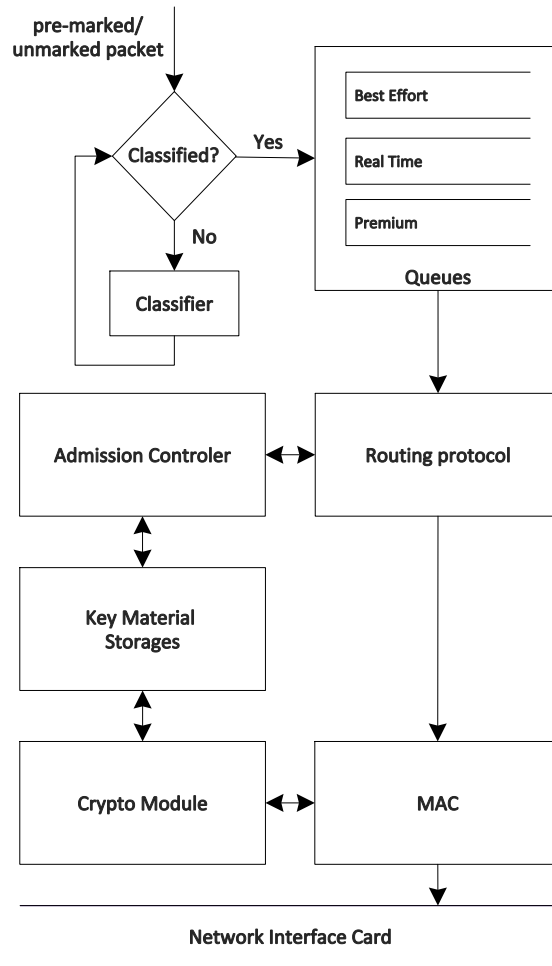 pre-marked/
unmarked packet
Classified?
Yes
No
Classifier
Best Effort
Real Time
Premium
Queues
Admission Controler
Routing protocol
Key Material
Storages
Crypto Module
MAC
Network Interface Card